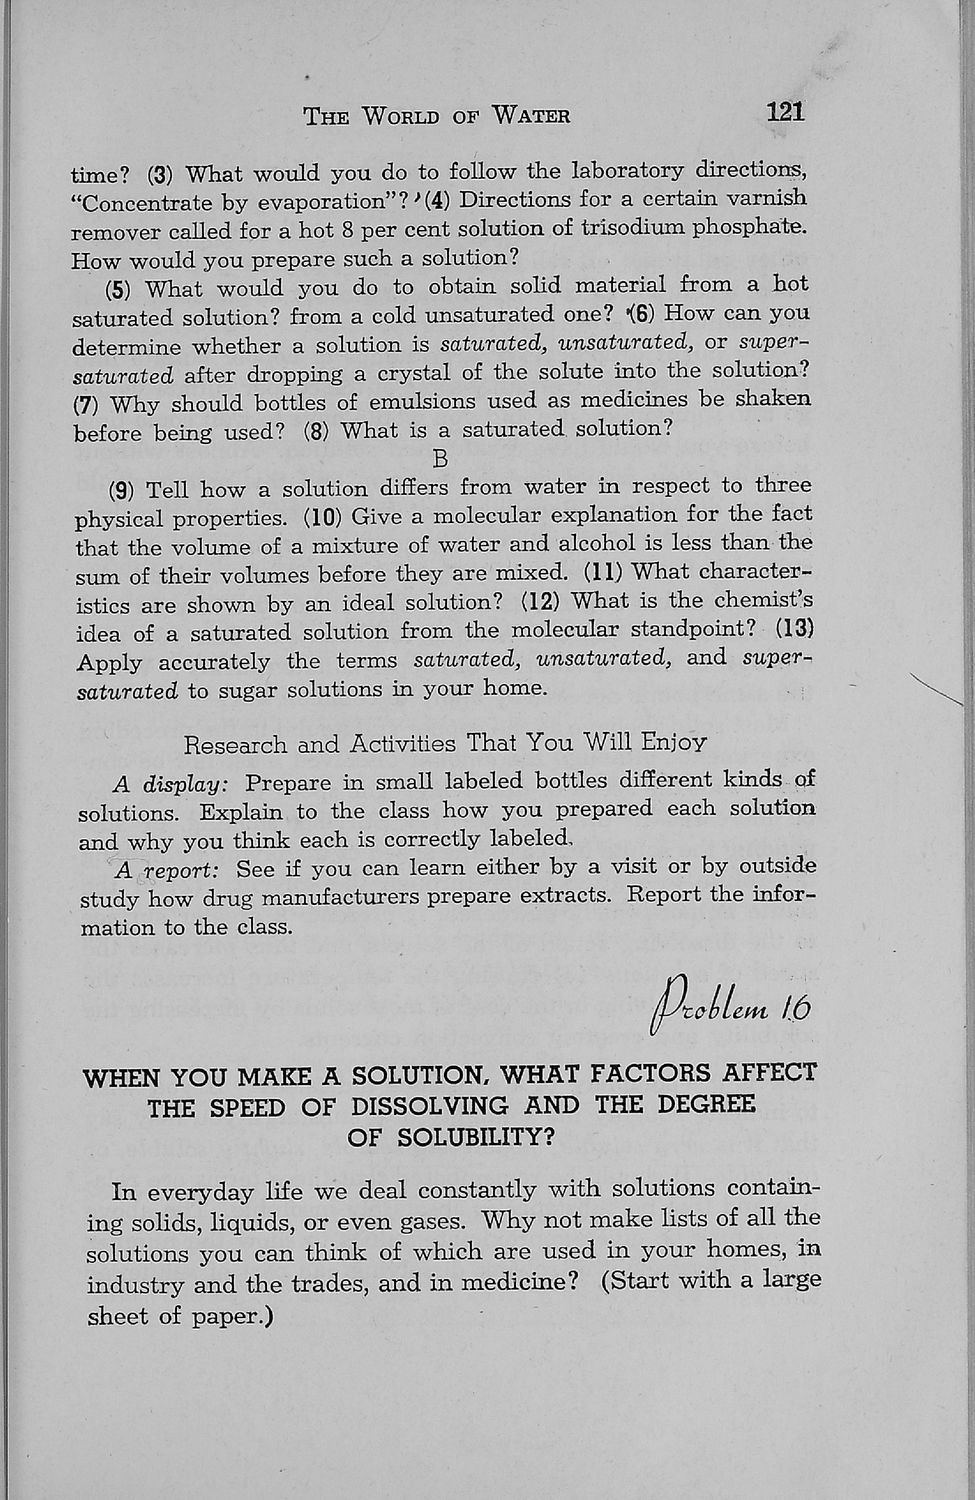 THE WORLD OF WATER 121
time? (3) What would you do to follow the laboratory directions,
“Concentrate by evaporation”? (4) Directions for a certain varnish
remover called for a hot 8 per cent solution of trisodium phosphate.
How would you prepare such a solution?
(5) What would you do to obtain solid material from a hot
saturated solution? from a cold unsaturated one? (6) How can you
determine whether a solution is saturated, unsaturated, or super-
saturated after dropping a crystal of the solute into the solution?
(7) Why should bottles of emulsions used as medicines be shaken
before being used? (8) What is a saturated solution?
B
(9) Tell how a solution differs from water in respect to three
physical properties. (10) Give a molecular explanation for the fact
that the volume of a mixture of water and alcohol is less than the
sum of their volumes before they are mixed. (11) What character-
istics are shown by an ideal solution? (12) What is the chemist’s
idea of a saturated solution from the molecular standpoint? (13)
Apply accurately the terms saturated, unsaturated, and super-
saturated to sugar solutions in your home.
Research and Activities That You Will Enjoy
A display: Prepare in small labeled bottles different kinds of
solutions. Explain to the class how you prepared each solution
and why you think each is correctly labeled.
A report: See if you can learn either by a visit or by outside
study how drug manufacturers prepare extracts. Report the infor-
mation to the class.
Problem 16
WHEN YOU MAKE A SOLUTION, WHAT FACTORS AFFECT
THE SPEED OF DISSOLVING AND THE DEGREE
OF SOLUBILITY?
In everyday life we deal constantly with solutions contain-
ing solids, liquids, or even gases. Why not make lists of all the
solutions you can think of which are used in your homes, in
industry and the trades, and in medicine? (Start with a large
sheet of paper.)